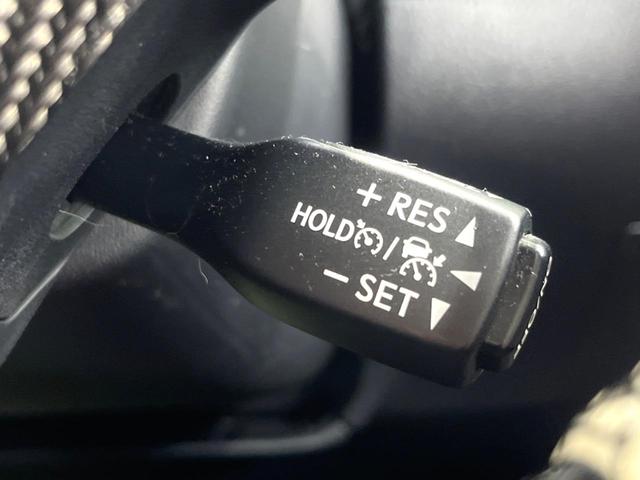 + RES
HOLD /
− SET